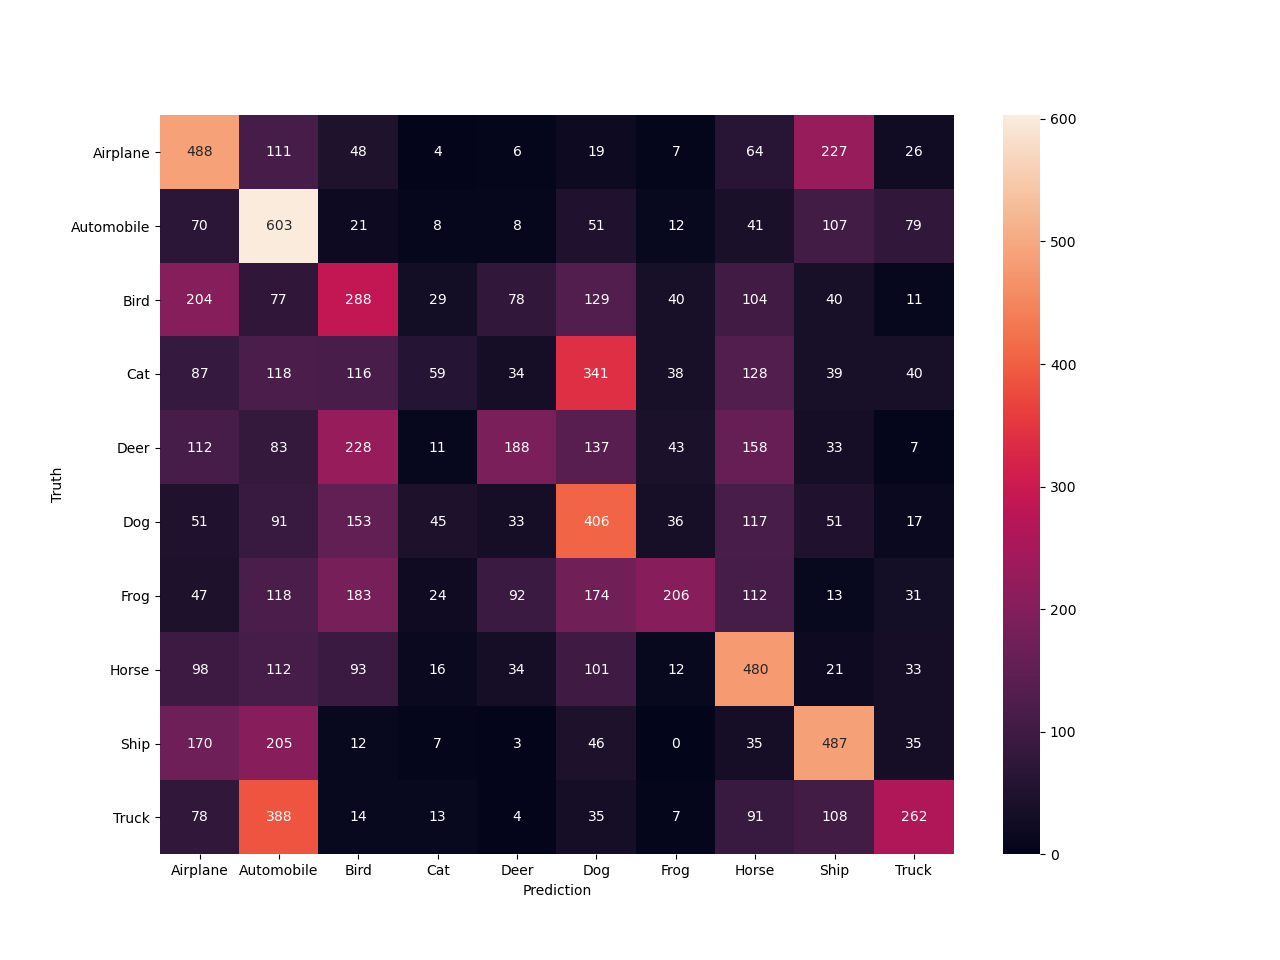 Airplane 488 111 48 4 6 19 7 64 227 26
Automobile 70 603 21 8 8 51 12 41 107 79
Bird 204 77 288 29 78 129 40 104 40 11
Cat 87 118 116 59 34 341 38 128 39 40
Deer 112 83 228 11 188 137 43 158 33 7
Dog 51 91 153 45 33 406 36 117 51 17
Frog 47 118 183 24 92 174 206 112 13 31
Horse 98 112 93 16 34 101 12 480 21 33
Ship 170 205 12 7 3 46 0 35 487 35
Truck 78 388 14 13 4 35 7 91 108 262
Airplane Automobile Bird Cat Deer Dog Frog Horse Ship Truck
Prediction
Truth
600
500
400
300
200
100
0